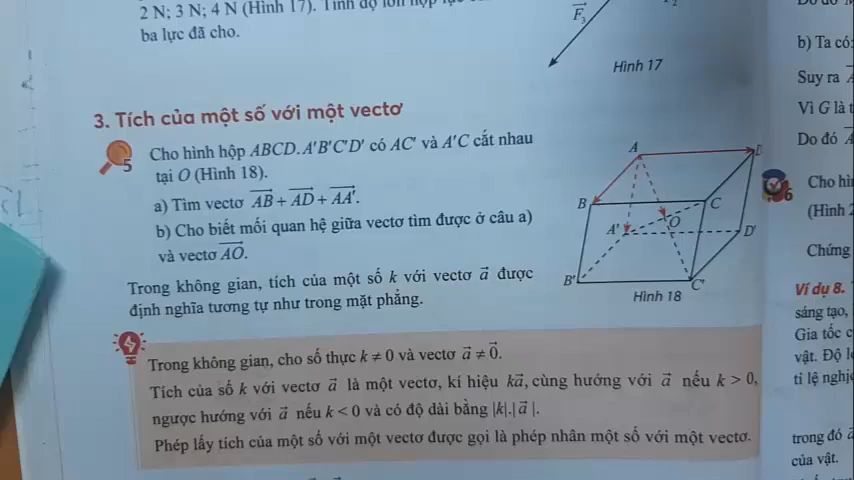 2 N; 3 N; 4 N (Hình 17). Tính độ lớn hợp lực
ba lực đã cho.
F₃
Hình 17
3. Tích của một số với một vectơ
5
Cho hình hộp ABCD.A'B'C'D' có AC' và A'C cắt nhau
tại O (Hình 18).
a) Tìm vectơ $\overrightarrow{AB}+\overrightarrow{AD}+\overrightarrow{AA'}$.
b) Cho biết mối quan hệ giữa vectơ tìm được ở câu a)
và vectơ $\overrightarrow{AO}$.
Trong không gian, tích của một số k với vectơ $\vec{a}$ được
định nghĩa tương tự như trong mặt phẳng.
A
B
C
O
A'
D'
B'
C'
Hình 18
Trong không gian, cho số thực k ≠ 0 và vectơ $\vec{a}$ ≠ $\vec{0}$.
Tích của số k với vectơ $\vec{a}$ là một vectơ, kí hiệu k$\vec{a}$, cùng hướng với $\vec{a}$ nếu k > 0,
ngược hướng với $\vec{a}$ nếu k < 0 và có độ dài bằng |k|.|$\vec{a}$|.
Phép lấy tích của một số với một vectơ được gọi là phép nhân một số với một vectơ.
b) Ta có:
Suy ra
Vì G là
Do đó
6
Cho
(Hình
Chứng
Ví dụ 8.
sáng tạo,
Gia tốc
vật. Độ
tỉ lệ
trong đó
của vật.